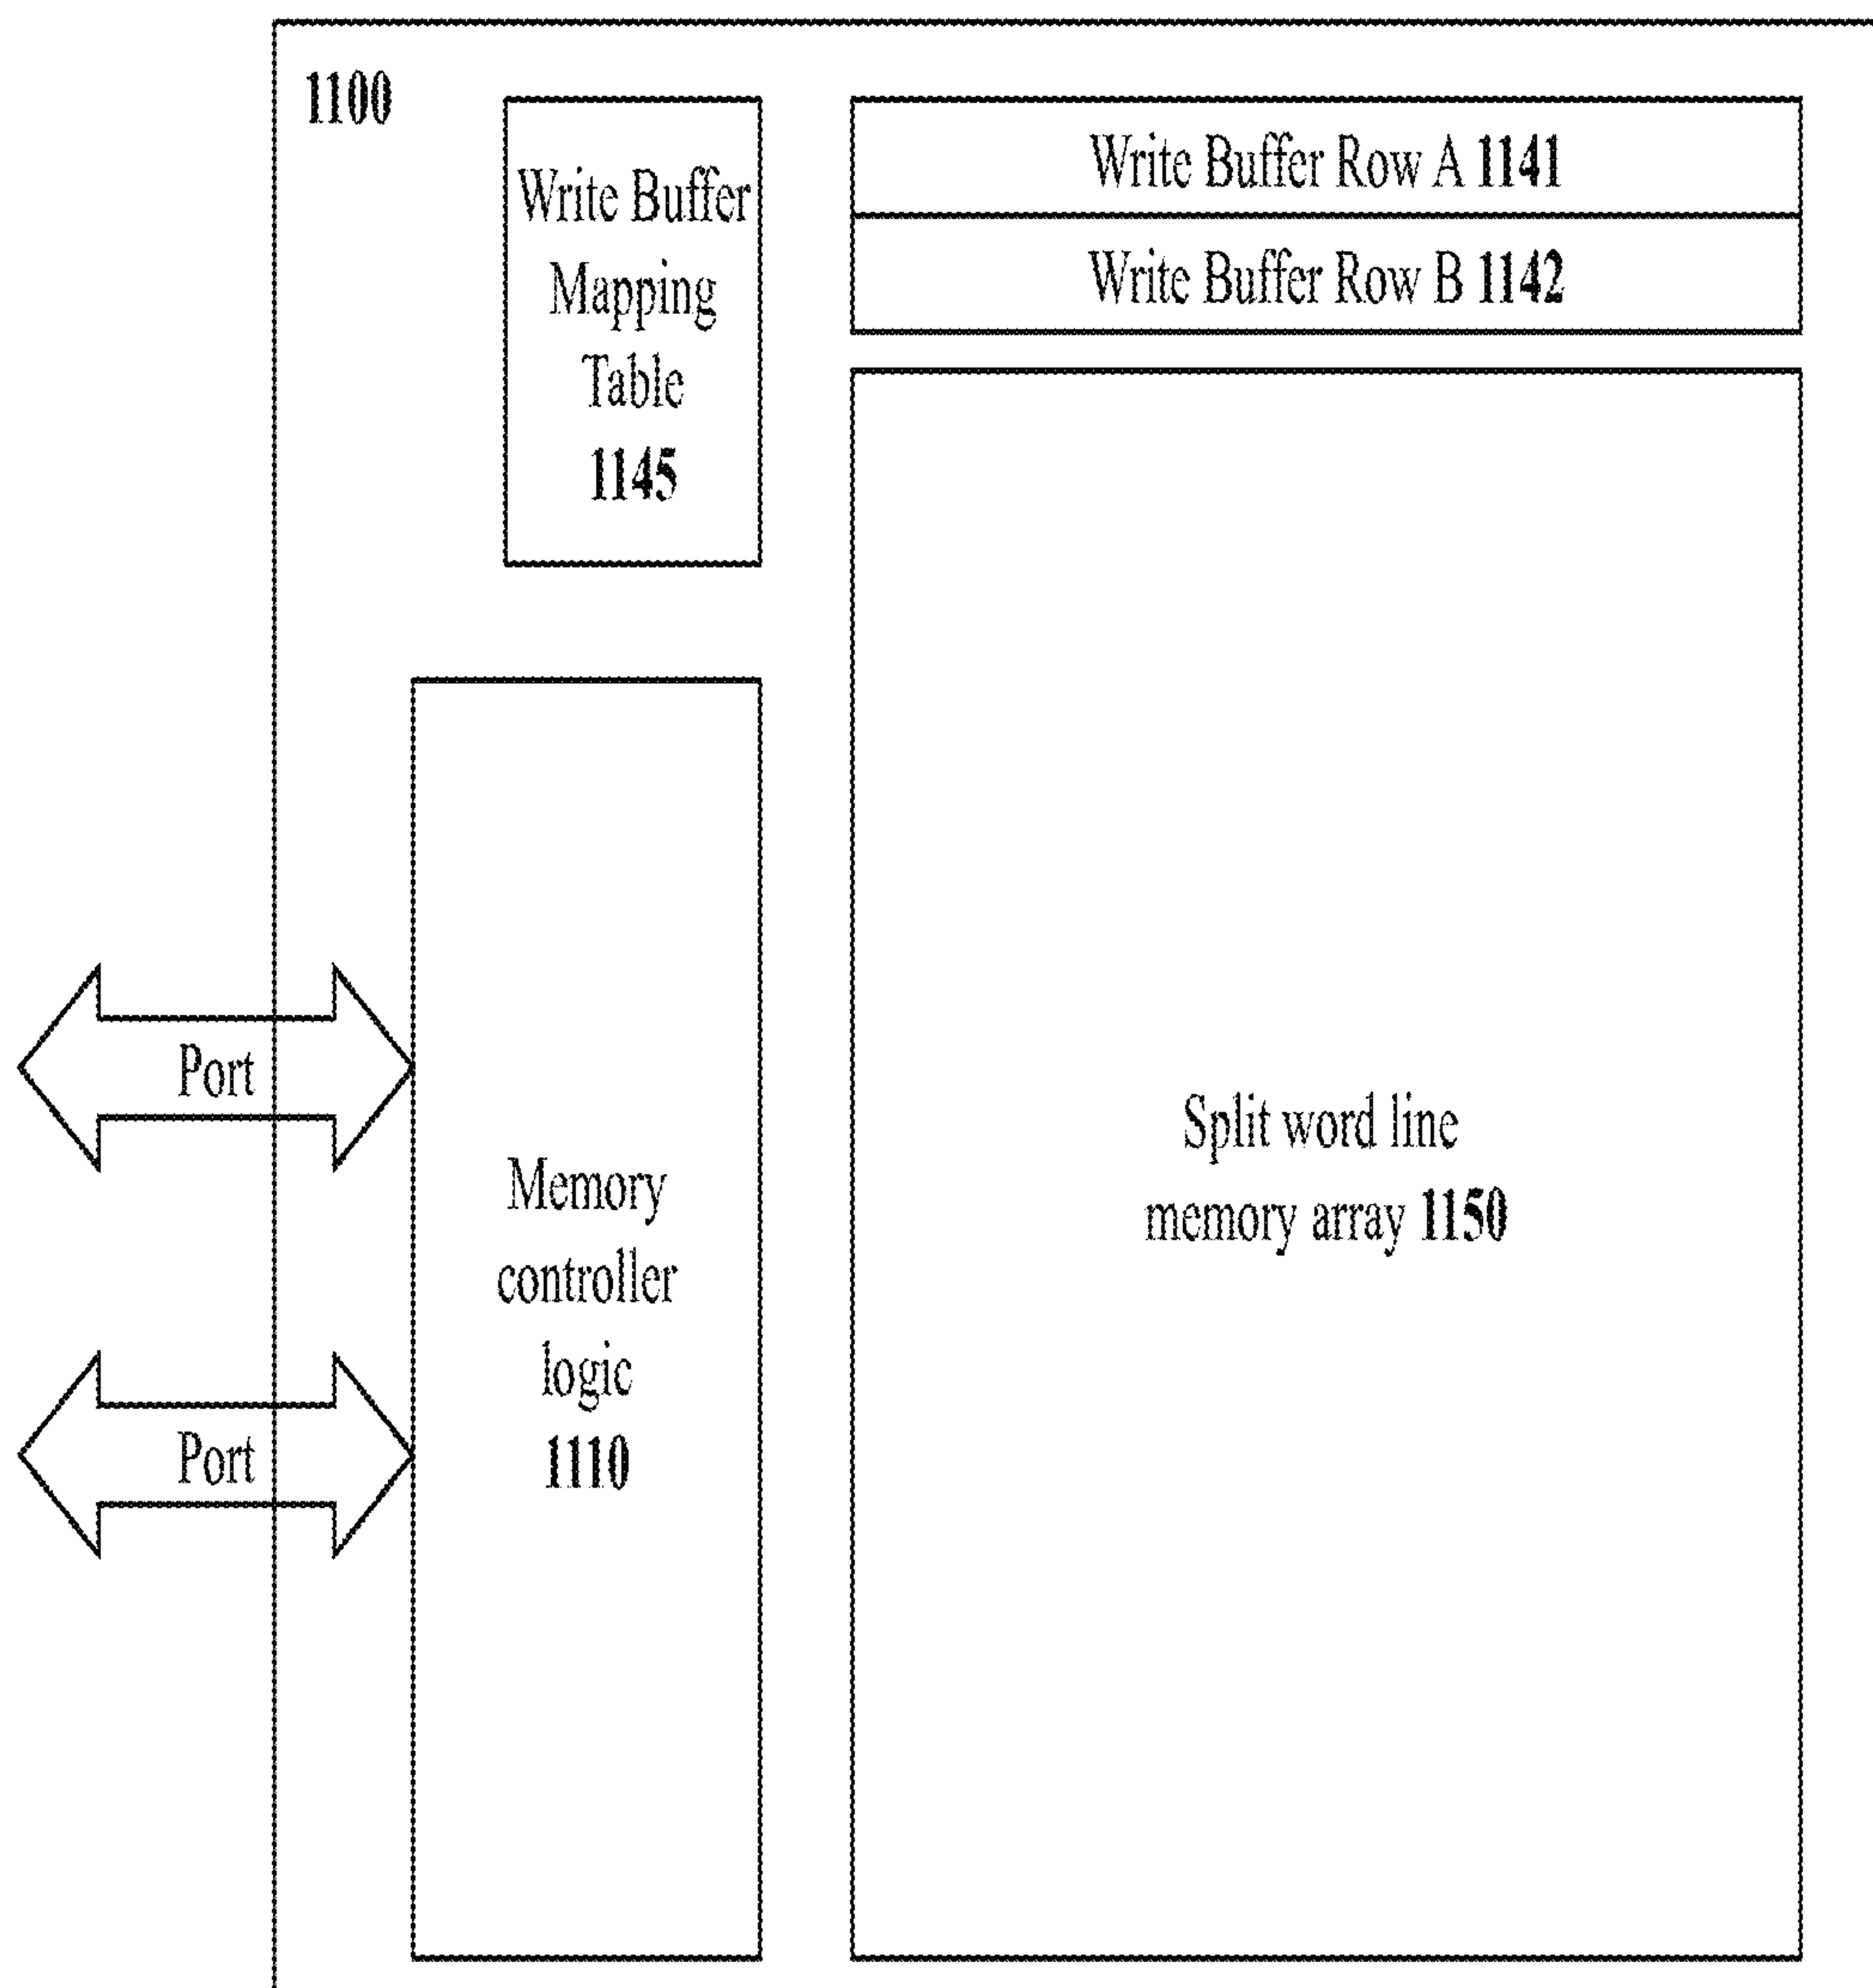 1100
Write Buffer
Mapping
Table
1145
Write Buffer Row A 1141
Write Buffer Row B 1142
Port
Port
Memory
controller
logic
1110
Split word line
memory array 1150